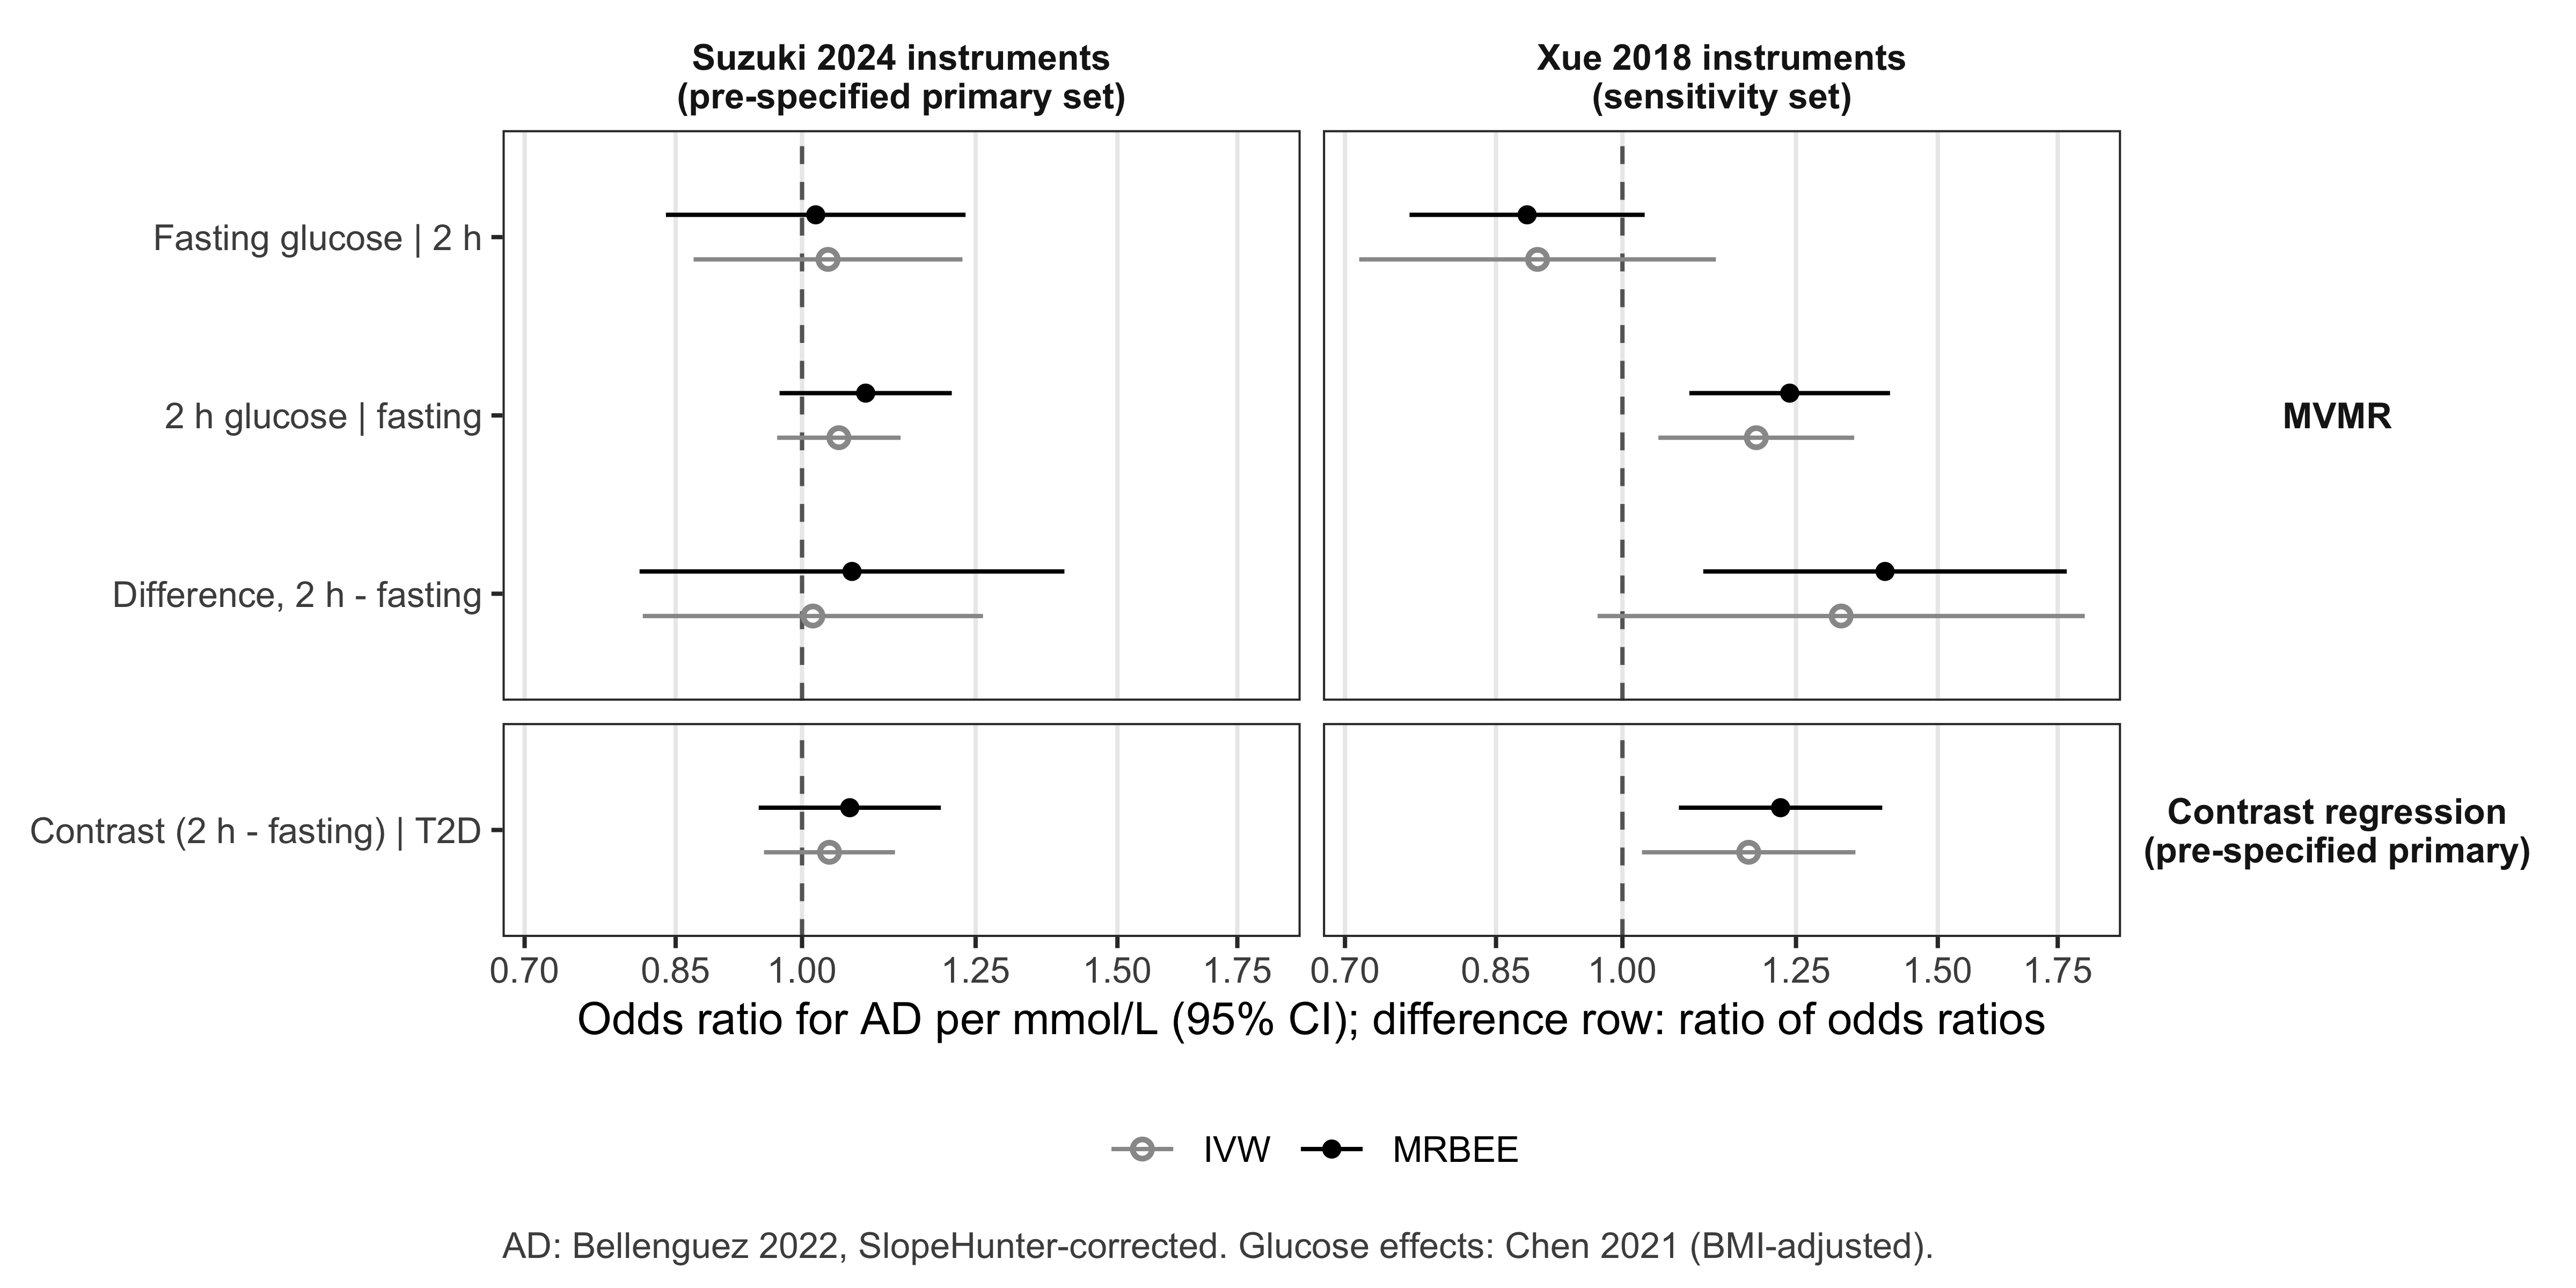 Suzuki 2024 instruments
(pre-specified primary set)
Xue 2018 instruments
(sensitivity set)
Fasting glucose | 2 h
2 h glucose | fasting
Difference, 2 h - fasting
MVMR
Contrast (2 h - fasting) | T2D
Contrast regression
(pre-specified primary)
0.70 0.85 1.00 1.25 1.50 1.75
0.70 0.85 1.00 1.25 1.50 1.75
Odds ratio for AD per mmol/L (95% CI); difference row: ratio of odds ratios
IVW MRBEE
AD: Bellenguez 2022, SlopeHunter-corrected. Glucose effects: Chen 2021 (BMI-adjusted).